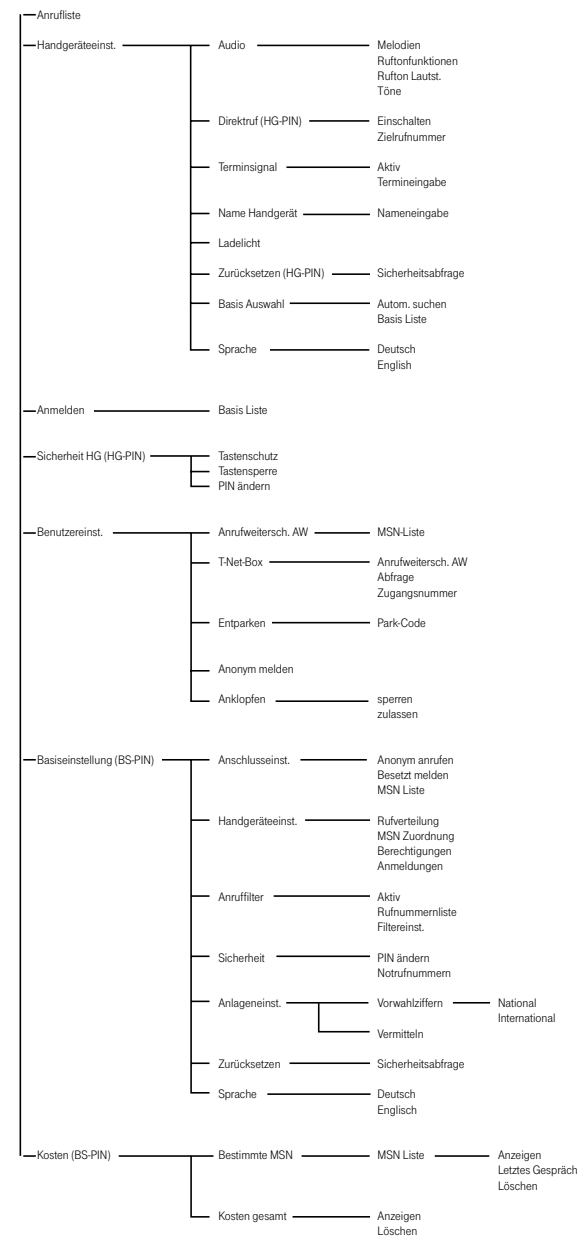 Anrufliste
Handgeräteeinst. Audio Melodien
Ruftonfunktionen
Rufton Lautst.
Töne
Direktruf (HG-PIN) Einschalten
Zielrufnummer
Terminsignal Aktiv
Termineingabe
Name Handgerät Nameneingabe
Ladelicht
Zurücksetzen (HG-PIN) Sicherheitsabfrage
Basis Auswahl Autom. suchen
Basis Liste
Sprache Deutsch
English
Anmelden Basis Liste
Sicherheit HG (HG-PIN) Tastenschutz
Tastensperre
PIN ändern
Benutzereinst. Anrufweitersch. AW MSN-Liste
T-Net-Box Anrufweitersch. AW
Abfrage
Zugangsnummer
Entparken Park-Code
Anonym melden
Anklopfen sperren
zulassen
Basiseinstellung (BS-PIN) Anschlusseinst. Anonym anrufen
Besetzt melden
MSN Liste
Handgeräteeinst. Rufverteilung
MSN Zuordnung
Berechtigungen
Anmeldungen
Anruffilter Aktiv
Rufnummernliste
Filtereinst.
Sicherheit PIN ändern
Notrufnummern
Anlageneinst. Vorwahlziffern National
International
Vermitteln
Zurücksetzen Sicherheitsabfrage
Sprache Deutsch
Englisch
Kosten (BS-PIN) Bestimmte MSN MSN Liste Anzeigen
Letztes Gespräch
Löschen
Kosten gesamt Anzeigen
Löschen